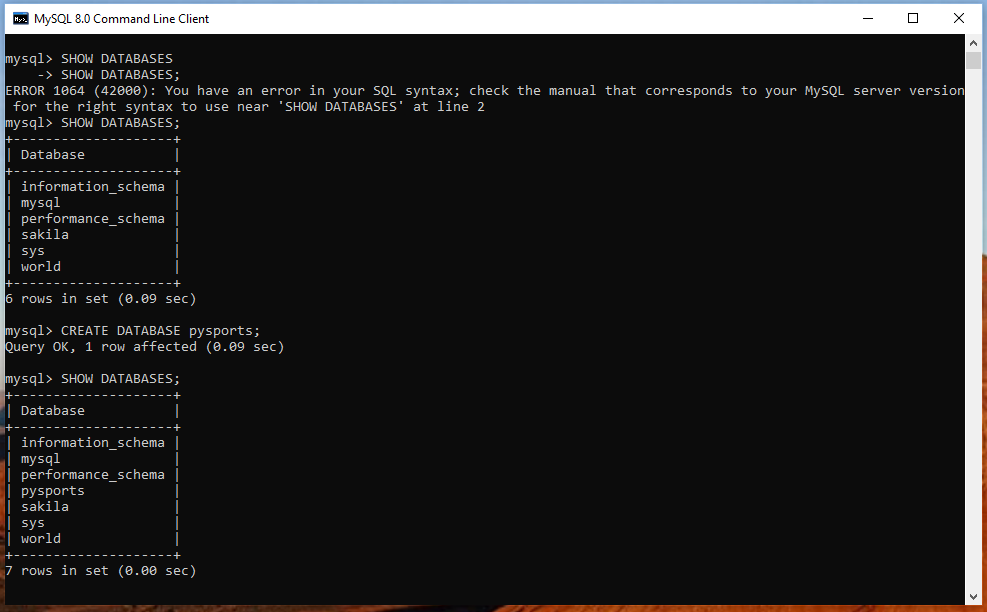 MySQL 8.0 Command Line Client
mysql> SHOW DATABASES
    -> SHOW DATABASES;
ERROR 1064 (42000): You have an error in your SQL syntax; check the manual that corresponds to your MySQL server version
 for the right syntax to use near 'SHOW DATABASES' at line 2
mysql> SHOW DATABASES;
+--------------------+
| Database           |
+--------------------+
| information_schema |
| mysql              |
| performance_schema |
| sakila             |
| sys                |
| world              |
+--------------------+
6 rows in set (0.09 sec)
mysql> CREATE DATABASE pysports;
Query OK, 1 row affected (0.09 sec)
mysql> SHOW DATABASES;
+--------------------+
| Database           |
+--------------------+
| information_schema |
| mysql              |
| performance_schema |
| pysports           |
| sakila             |
| sys                |
| world              |
+--------------------+
7 rows in set (0.00 sec)